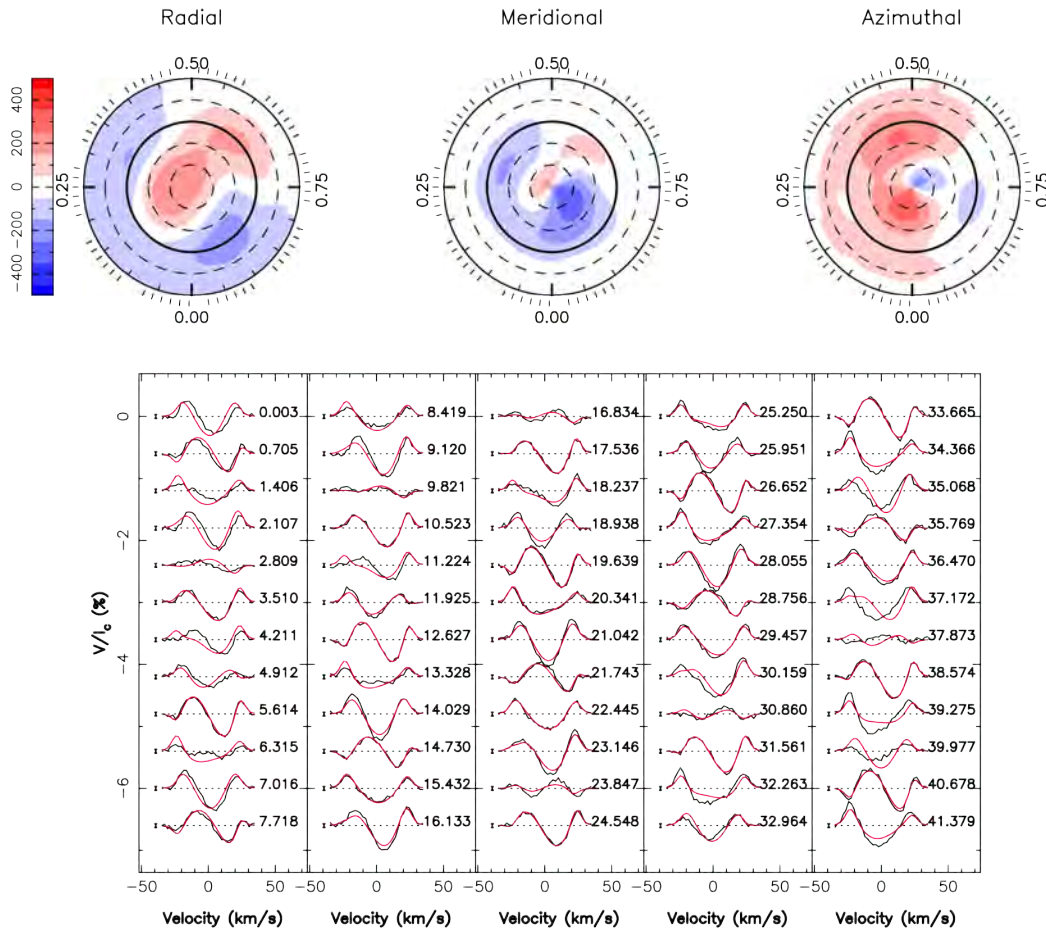 Radial Meridional Azimuthal
0.50 0.50 0.50
400
200
0
−200
−400
0.25 0.75 0.25 0.75 0.25 0.75
0.00 0.00 0.00
V/Ic (%)
0
−2
−4
−6
0.003 8.419 16.834 25.250 33.665
0.705 9.120 17.536 25.951 34.366
1.406 9.821 18.237 26.652 35.068
2.107 10.523 18.938 27.354 35.769
2.809 11.224 19.639 28.055 36.470
3.510 11.925 20.341 28.756 37.172
4.211 12.627 21.042 29.457 37.873
4.912 13.328 21.743 30.159 38.574
5.614 14.029 22.445 30.860 39.275
6.315 14.730 23.146 31.561 39.977
7.016 15.432 23.847 32.263 40.678
7.718 16.133 24.548 32.964 41.379
−50 0 50 −50 0 50 −50 0 50 −50 0 50 −50 0 50
Velocity (km/s) Velocity (km/s) Velocity (km/s) Velocity (km/s) Velocity (km/s)